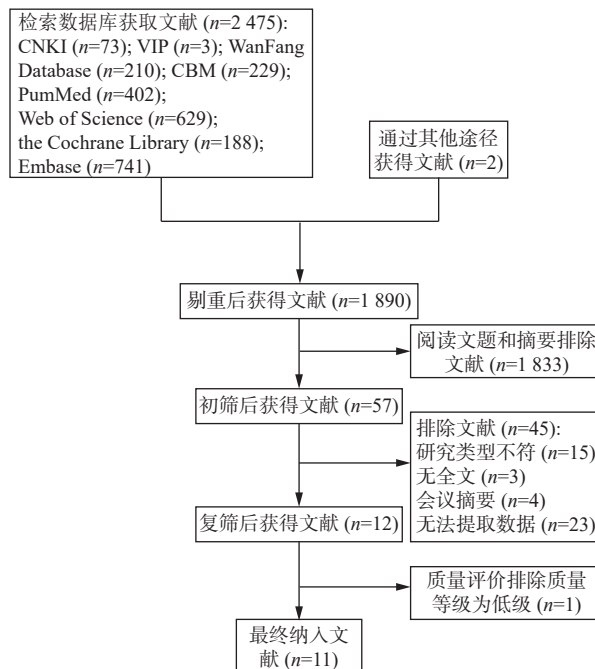 检索数据库获取文献 (n=2 475):
CNKI (n=73); VIP (n=3); WanFang
Database (n=210); CBM (n=229);
PumMed (n=402);
Web of Science (n=629);
the Cochrane Library (n=188);
Embase (n=741)
通过其他途径
获得文献 (n=2)
剔重后获得文献 (n=1 890)
阅读文题和摘要排除
文献 (n=1 833)
初筛后获得文献 (n=57)
排除文献 (n=45):
研究类型不符 (n=15)
无全文 (n=3)
会议摘要 (n=4)
无法提取数据 (n=23)
复筛后获得文献 (n=12)
质量评价排除质量
等级为低级 (n=1)
最终纳入文
献 (n=11)